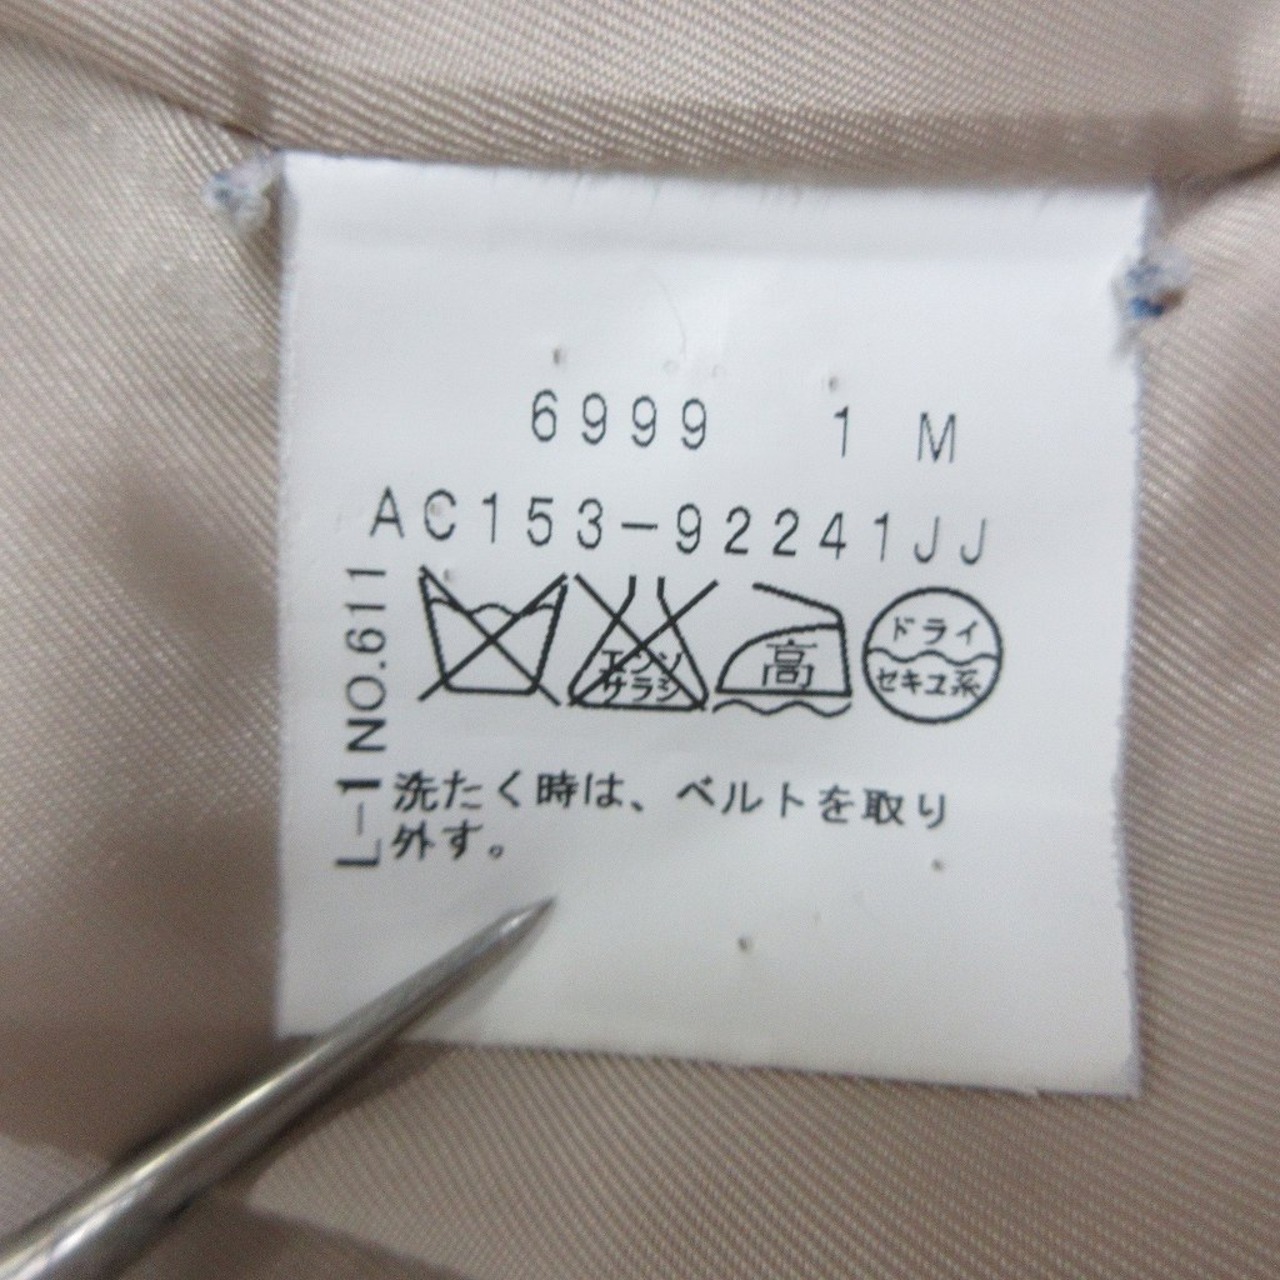 6999 1 M
AC153-92241JJ
エンソ
サラシ
高
ドライ
セキユ系
洗たく時は、ベルトを取り
外す。
L-1 NO.611